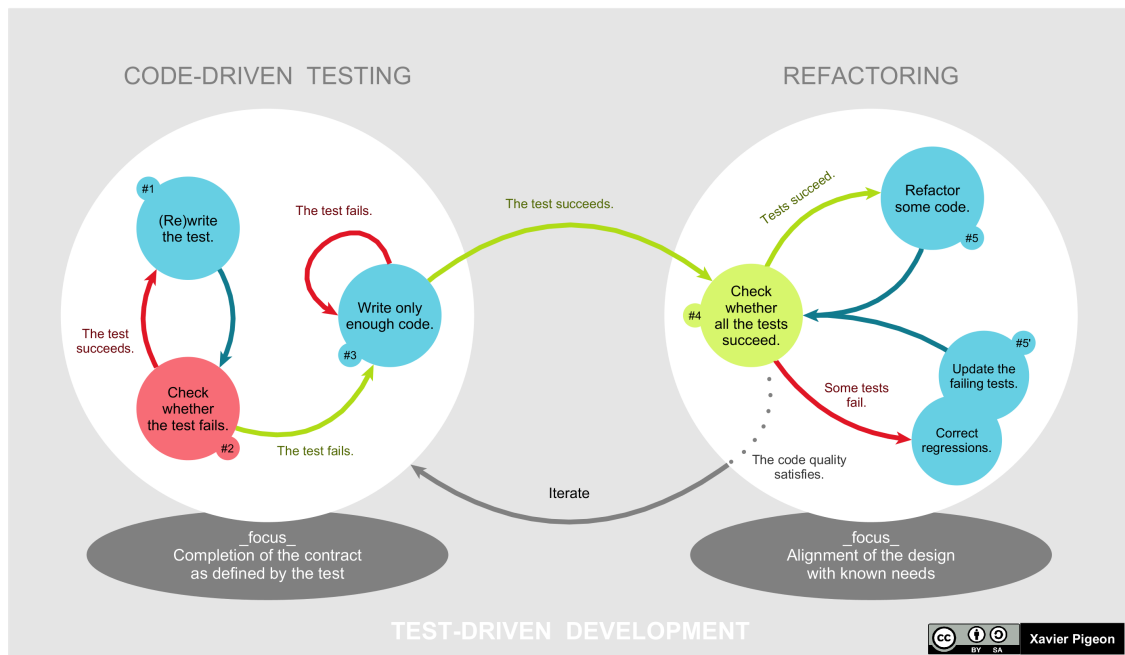 CODE-DRIVEN TESTING
REFACTORING
#1
(Re)write
the test.
The test
succeeds.
Check
whether
the test fails.
#2
The test fails.
The test fails.
Write only
enough code.
#3
The test succeeds.
#4
Check
whether
all the tests
succeed.
Tests succeed.
Refactor
some code.
#5
Some tests
fail.
#5'
Update the
failing tests.
Correct
regressions.
The code quality
satisfies.
Iterate
_focus_
Completion of the contract
as defined by the test
_focus_
Alignment of the design
with known needs
TEST-DRIVEN DEVELOPMENT
cc
BY SA
Xavier Pigeon